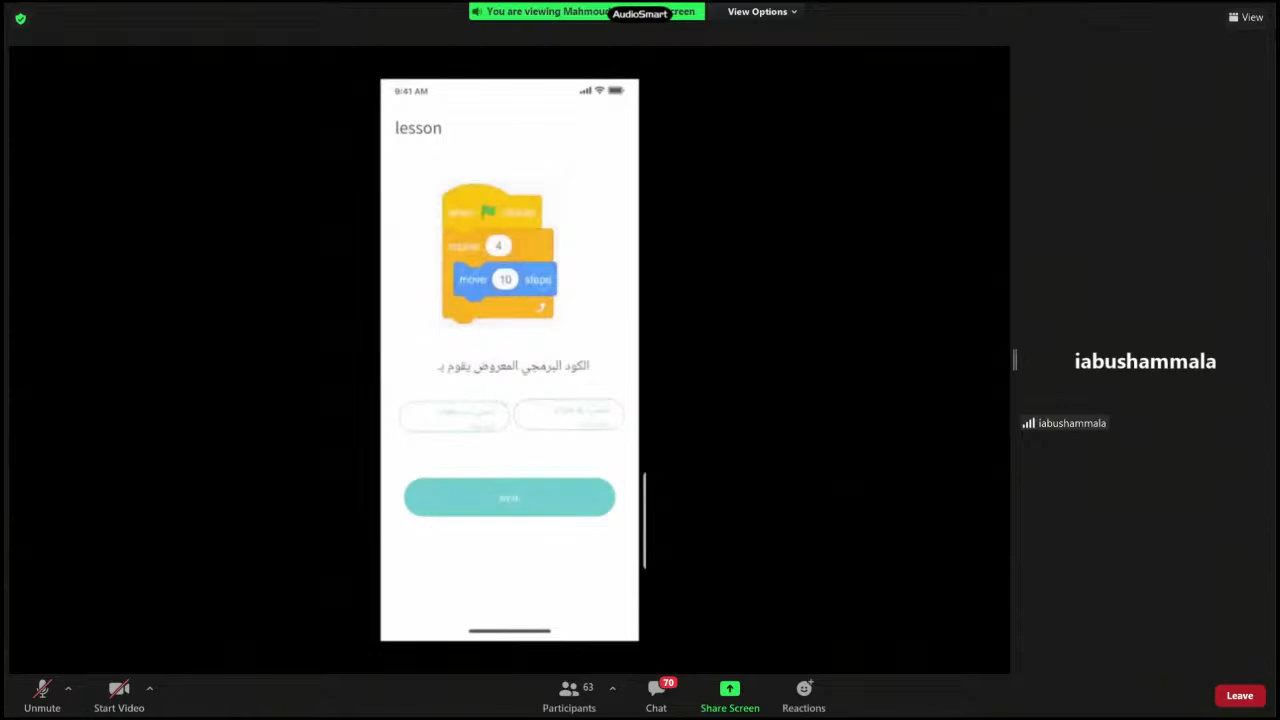 You are viewing Mahmoud
AudioSmart
screen
View Options
View
9:41 AM
lesson
4
move 10 steps
الكود البرمجي المعروض يقوم بـ
iabushammala
iabushammala
Unmute
Start Video
63
Participants
70
Chat
Share Screen
Reactions
Leave